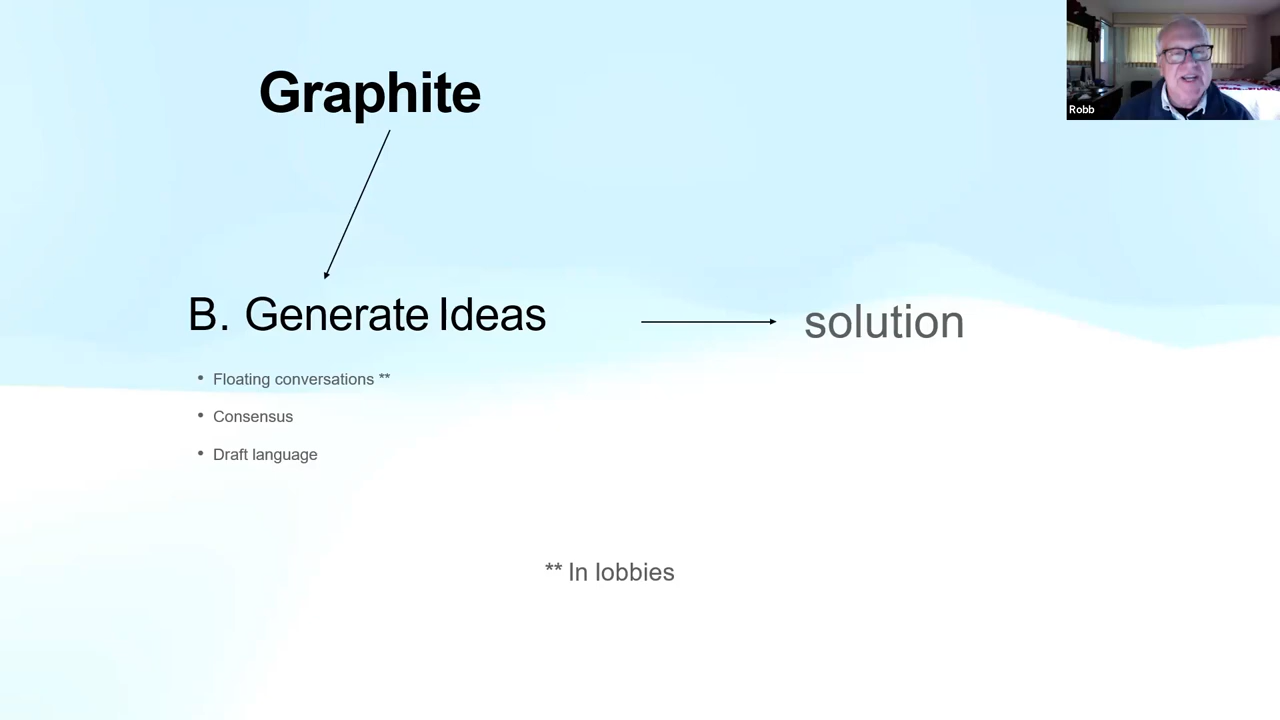 Graphite
Robb
B. Generate Ideas
solution
• Floating conversations **
• Consensus
• Draft language
** In lobbies